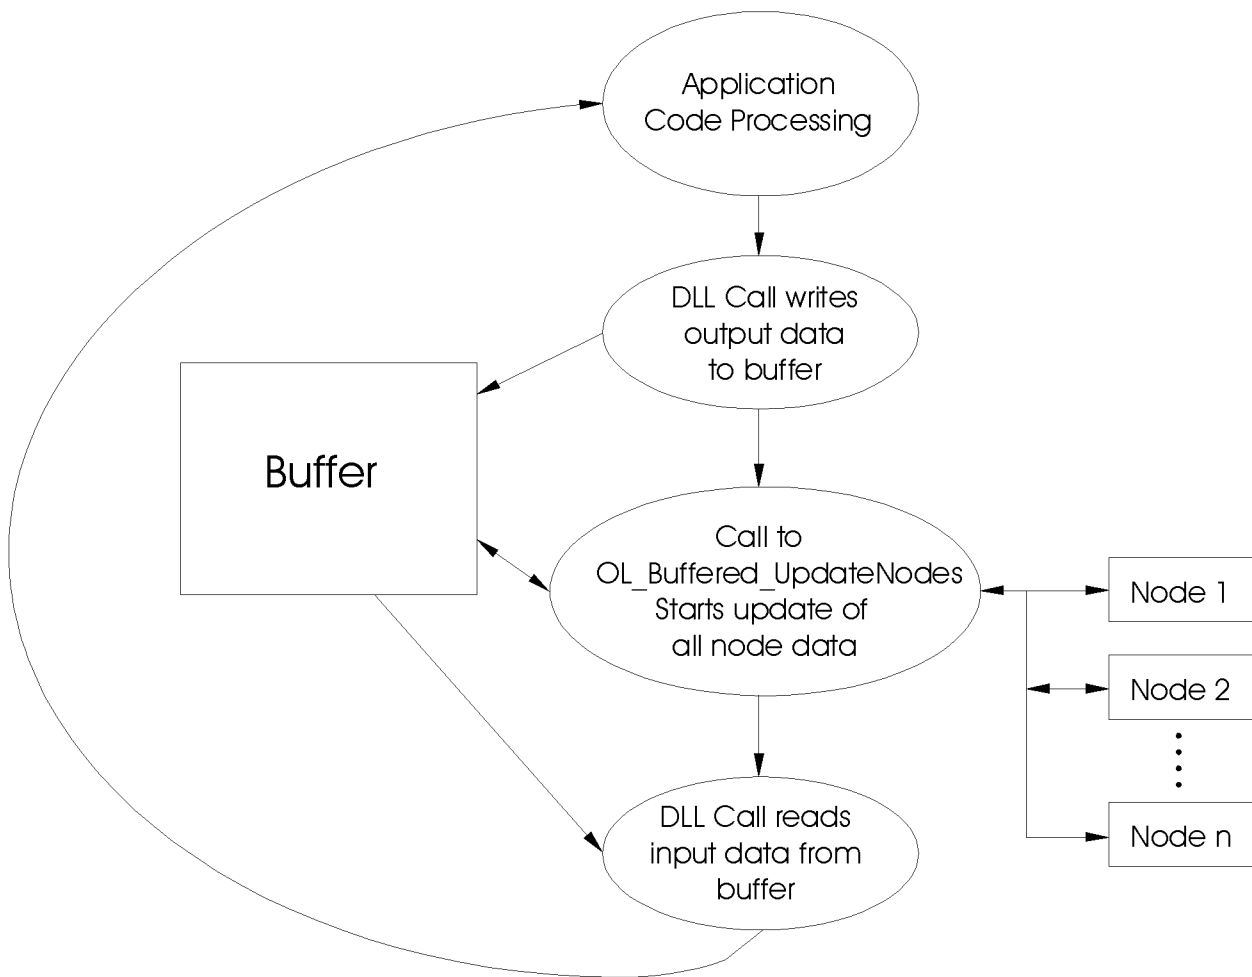 Application
Code Processing
DLL Call writes
output data
to buffer
Buffer
Call to
OL_Buffered_UpdateNodes
Starts update of
all node data
Node 1
Node 2
Node n
DLL Call reads
input data from
buffer